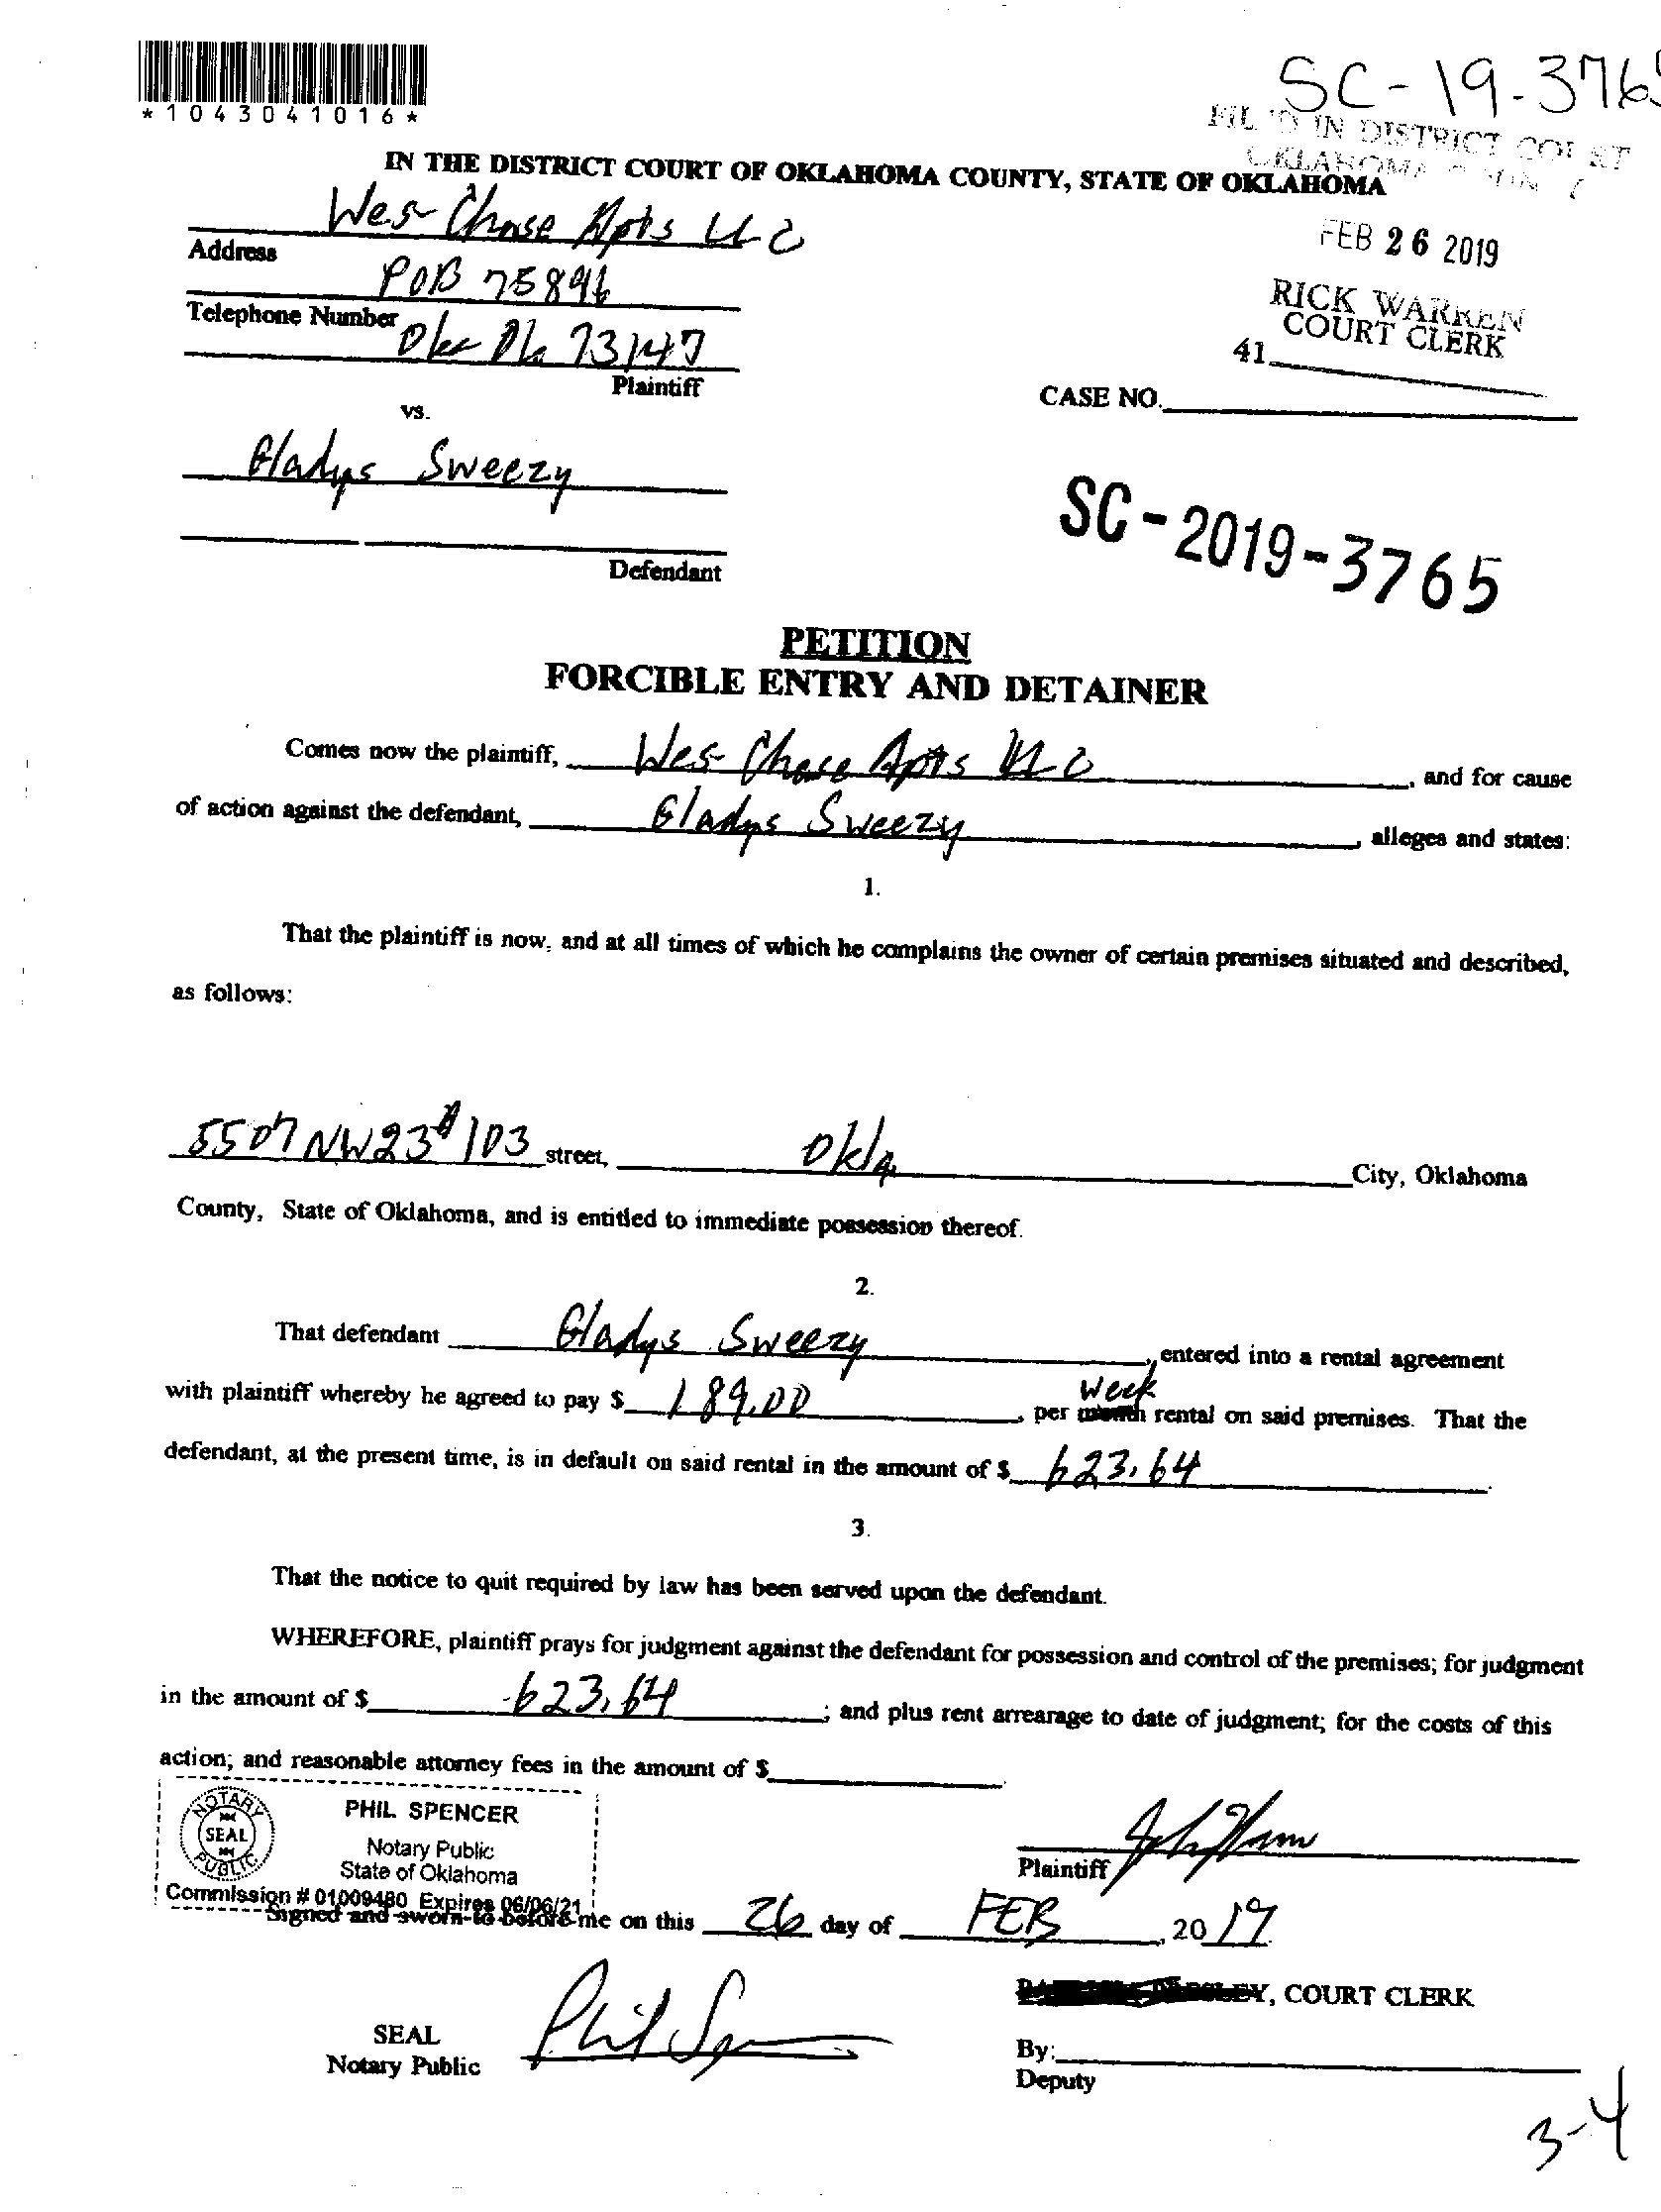 *1043041016*
SC-19-3765
FILED IN DISTRICT COURT
OKLAHOMA COUNTY
IN THE DISTRICT COURT OF OKLAHOMA COUNTY, STATE OF OKLAHOMA
Wes Chase Apts LLC
FEB 26 2019
Address
POB 75896
RICK WARREN
COURT CLERK
Telephone Number
Okc Ok 73147
41
Plaintiff
CASE NO.
vs.
Gladys Sweezy
SC-2019-3765
Defendant
PETITION
FORCIBLE ENTRY AND DETAINER
Comes now the plaintiff, Wes Chase Apts LLC, and for cause
of action against the defendant, Gladys Sweezy, alleges and states:
1.
That the plaintiff is now, and at all times of which he complains the owner of certain premises situated and described,
as follows:
5507 NW 23 # 103 street, Okla City, Oklahoma
County, State of Oklahoma, and is entitled to immediate possession thereof.
2.
That defendant Gladys Sweezy, entered into a rental agreement
with plaintiff whereby he agreed to pay $ 189.00, per month week rental on said premises. That the
defendant, at the present time, is in default on said rental in the amount of $ 623.64.
3.
That the notice to quit required by law has been served upon the defendant.
WHEREFORE, plaintiff prays for judgment against the defendant for possession and control of the premises; for judgment
in the amount of $ 623.64; and plus rent arrearage to date of judgment; for the costs of this
action; and reasonable attorney fees in the amount of $
NOTARY PUBLIC SEAL
PHIL SPENCER
Notary Public
State of Oklahoma
Commission # 01009480 Expires 06/06/21
Plaintiff
Signed and sworn to before me on this 26 day of FEB, 2019
, COURT CLERK
SEAL
Notary Public
Phil Spencer
By:
Deputy
3-4